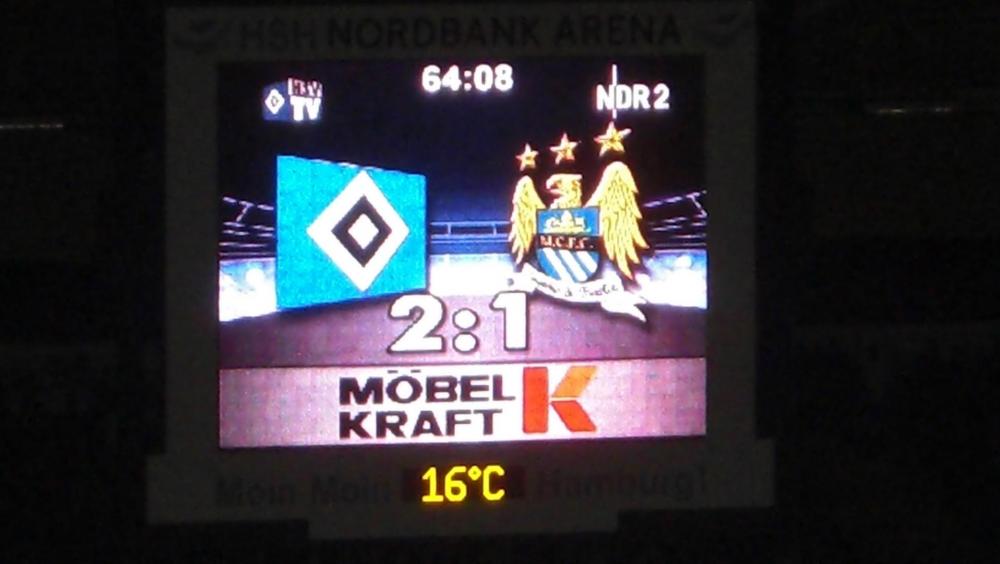 HSH NORDBANK ARENA
HSV
TV
64:08
NDR 2
M.C.F.C.
2:1
MÖBEL
KRAFT K
Moin Moin 16°C Hamburg!